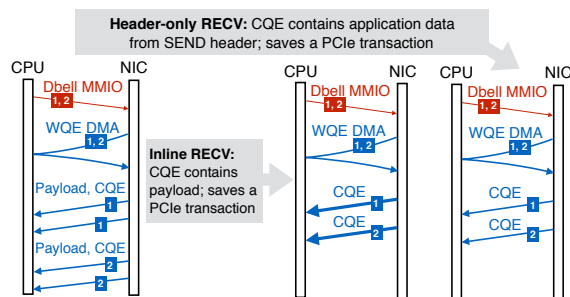 Header-only RECV: CQE contains application data
from SEND header; saves a PCIe transaction
CPU NIC
Dbell MMIO
1, 2
WQE DMA
1,2
Payload, CQE
1
1
Payload, CQE
2
2
Inline RECV:
CQE contains
payload; saves a
PCIe transaction
CPU NIC
Dbell MMIO
1, 2
WQE DMA
1,2
CQE
1
CQE
2
CPU NIC
Dbell MMIO
1, 2
WQE DMA
1,2
CQE
1
CQE
2